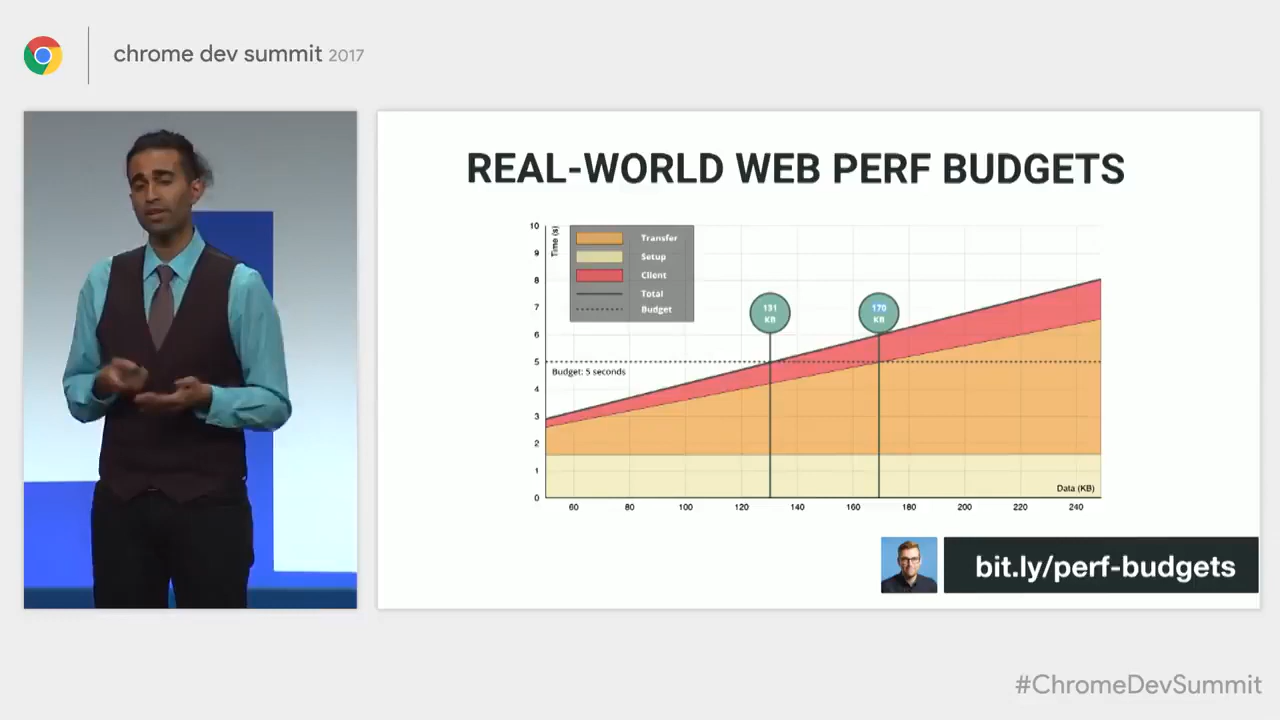 chrome dev summit 2017
REAL-WORLD WEB PERF BUDGETS
10
9
8
7
6
5
4
3
2
1
0
Time (s)
Transfer
Setup
Client
Total
Budget
131
KB
170
KB
Budget: 5 seconds
Data (KB)
60 80 100 120 140 160 180 200 220 240
bit.ly/perf-budgets
#ChromeDevSummit